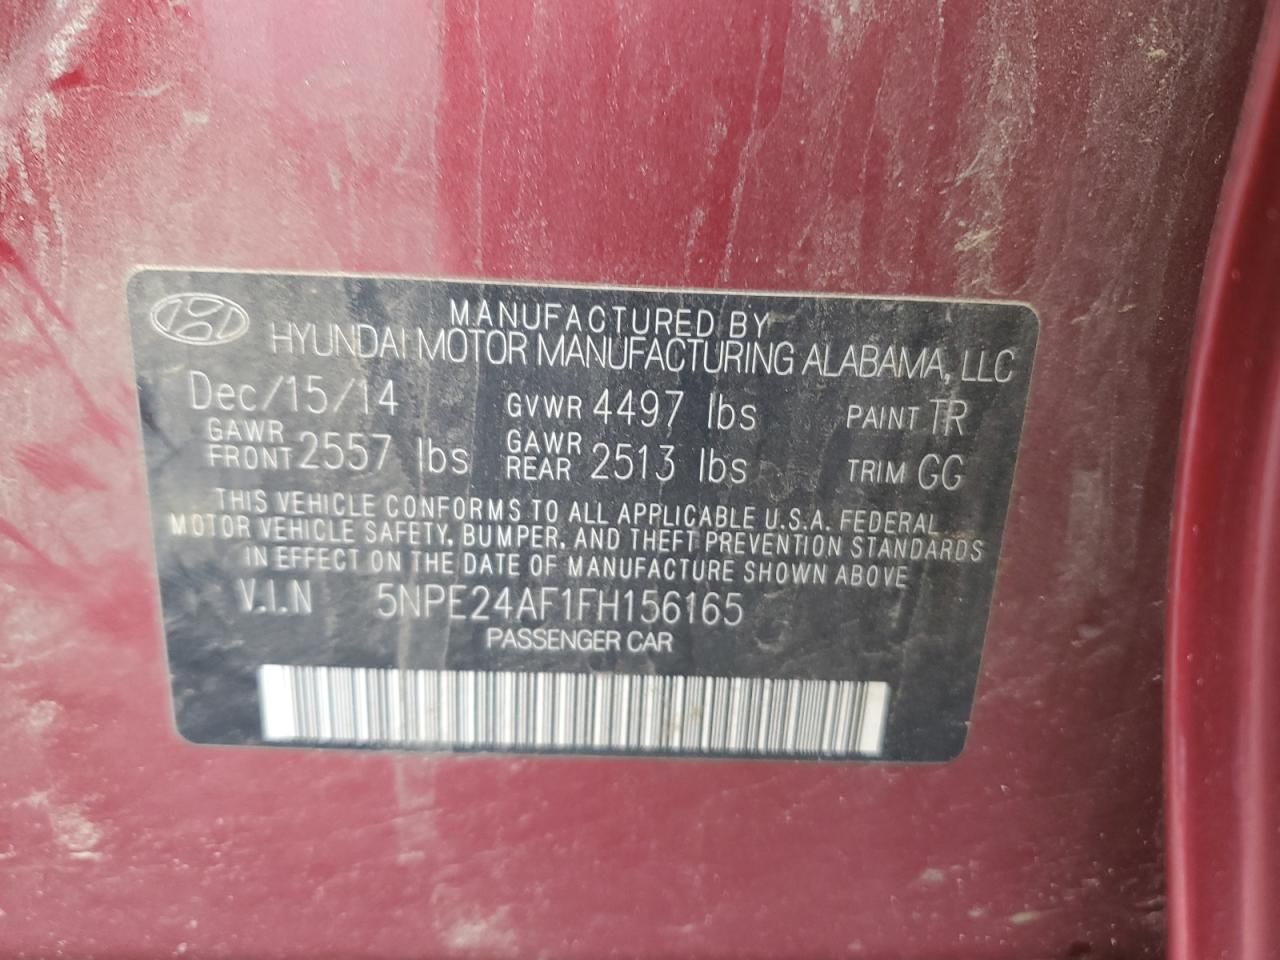 MANUFACTURED BY
HYUNDAI MOTOR MANUFACTURING ALABAMA, LLC
Dec/15/14 GVWR 4497 lbs PAINT TR
GAWR FRONT 2557 lbs GAWR REAR 2513 lbs TRIM GG
THIS VEHICLE CONFORMS TO ALL APPLICABLE U.S.A. FEDERAL
MOTOR VEHICLE SAFETY, BUMPER, AND THEFT PREVENTION STANDARDS
IN EFFECT ON THE DATE OF MANUFACTURE SHOWN ABOVE
V.I.N 5NPE24AF1FH156165
PASSENGER CAR